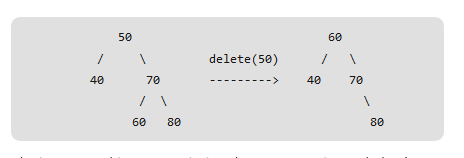 50 60
/ \ delete(50) / \
40 70 ---------> 40 70
/ \ \
60 80 80